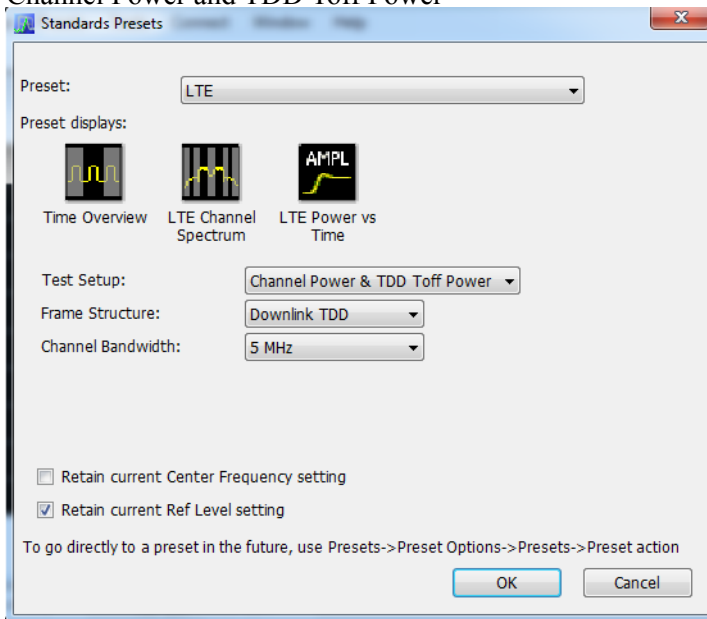 Channel Power and TDD Toff Power
Standards Presets Connect Window Help
Preset: LTE
Preset displays:
AMPL
Time Overview LTE Channel Spectrum LTE Power vs Time
Test Setup: Channel Power & TDD Toff Power
Frame Structure: Downlink TDD
Channel Bandwidth: 5 MHz
Retain current Center Frequency setting
Retain current Ref Level setting
To go directly to a preset in the future, use Presets->Preset Options->Presets->Preset action
OK Cancel